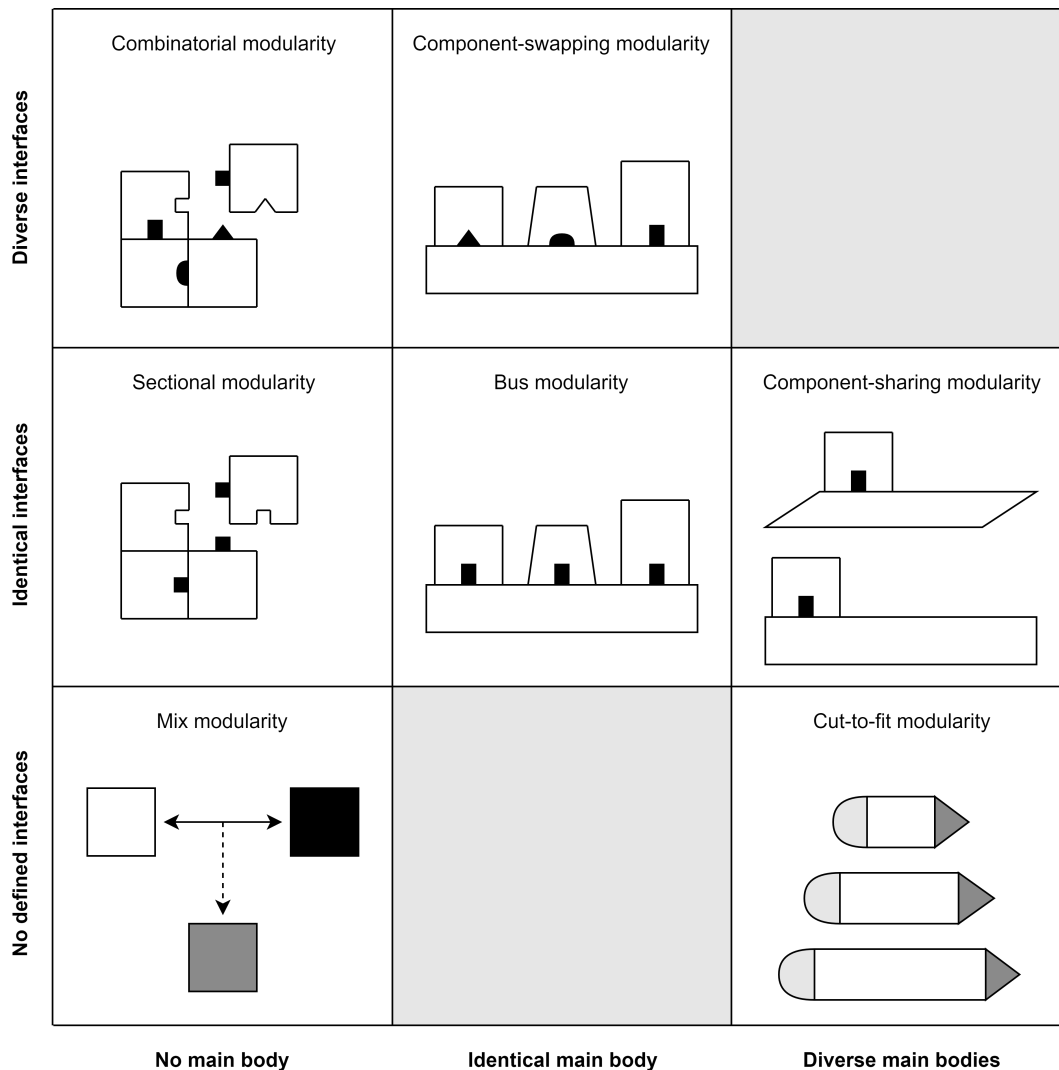 Diverse interfaces
Combinatorial modularity
Component-swapping modularity
Identical interfaces
Sectional modularity
Bus modularity
Component-sharing modularity
No defined interfaces
Mix modularity
Cut-to-fit modularity
No main body
Identical main body
Diverse main bodies